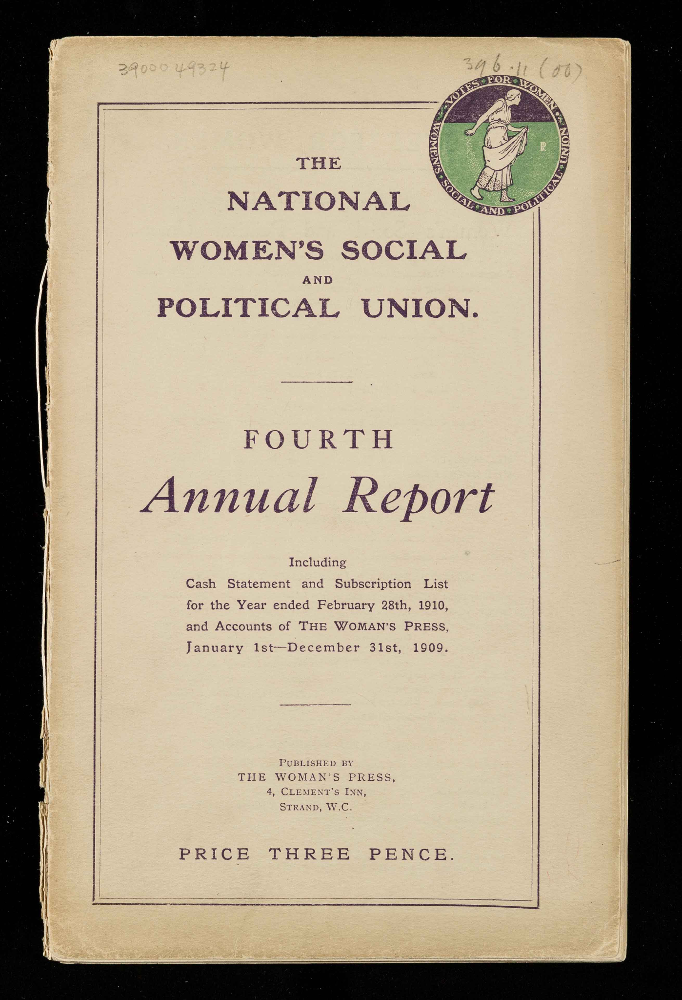 3900049324
396.11 (06)
VOTES FOR WOMEN
WOMEN'S SOCIAL AND POLITICAL UNION
THE
NATIONAL
WOMEN'S SOCIAL
AND
POLITICAL UNION.
FOURTH
Annual Report
Including
Cash Statement and Subscription List
for the Year ended February 28th, 1910,
and Accounts of THE WOMAN'S PRESS,
January 1st—December 31st, 1909.
PUBLISHED BY
THE WOMAN'S PRESS,
4, CLEMENT'S INN,
STRAND, W.C.
PRICE THREE PENCE.